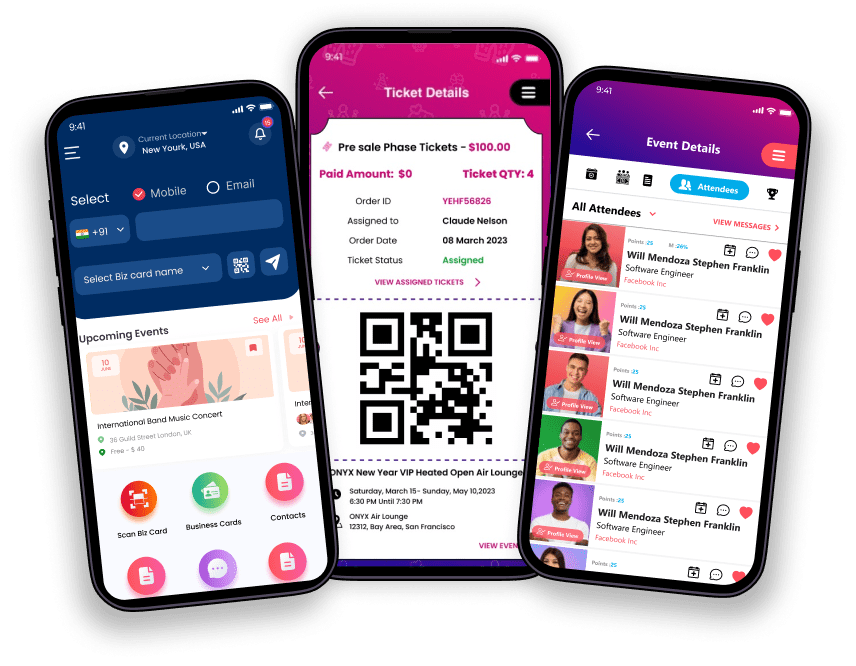 9:41
Current Location
New Yourk, USA
15
Select
Mobile
Email
+91
Select Biz card name
Upcoming Events
See All
10
JUNE
10
International Band Music Concert
36 Guild Street London, UK
Free - $ 40
Inter
Scan Biz Card
Business Cards
Contacts
9:41
Ticket Details
Pre sale Phase Tickets - $100.00
Paid Amount: $0
Ticket QTY: 4
Order ID
YEHF56826
Assigned to
Claude Nelson
Order Date
08 March 2023
Ticket Status
Assigned
VIEW ASSIGNED TICKETS
ONYX New Year VIP Heated Open Air Lounge
Saturday, March 15- Sunday, May 10,2023
6:30 PM Until 7:30 PM
ONYX Air Lounge
12312, Bay Area, San Francisco
VIEW EVEN
9:41
Event Details
Attendees
All Attendees
VIEW MESSAGES
Points :25
M :26%
Will Mendoza Stephen Franklin
Software Engineer
Facebook Inc
Profile View
Points :25
Will Mendoza Stephen Franklin
Software Engineer
Facebook Inc
Profile View
Points :25
Will Mendoza Stephen Franklin
Software Engineer
Facebook Inc
Profile View
Points :25
Will Mendoza Stephen Franklin
Software Engineer
Facebook Inc
Profile View
Points :25
Will Mendoza Stephen Franklin
Software Engineer
Facebook Inc
Profile View
Points :25